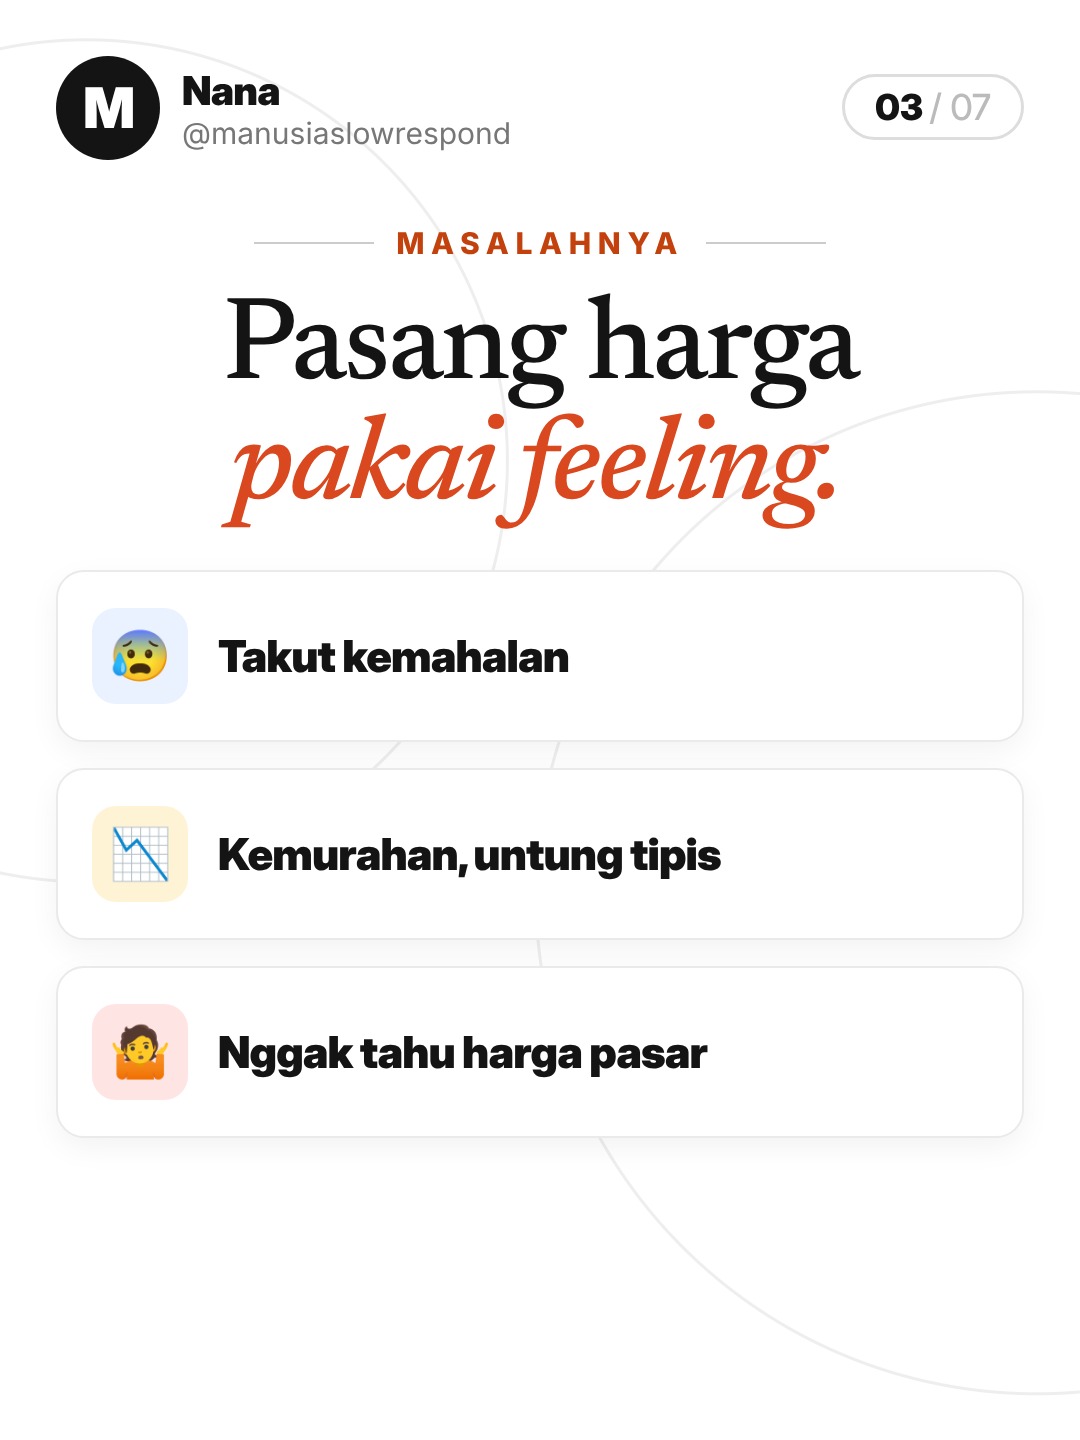 M
Nana
@manusiaslowrespond
03 / 07
MASALAHNYA
Pasang harga
pakai feeling.
Takut kemahalan
Kemurahan, untung tipis
Nggak tahu harga pasar